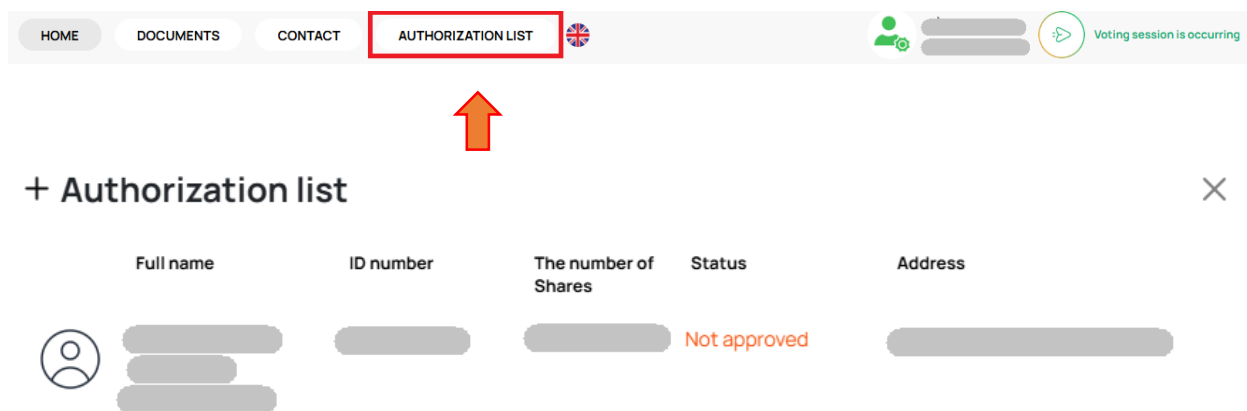 HOME DOCUMENTS CONTACT AUTHORIZATION LIST Voting session is occurring
+ Authorization list
Full name ID number The number of Status Address
Shares
Not approved